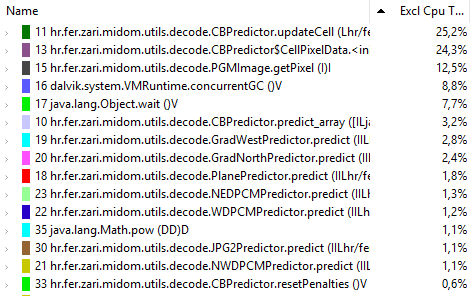 Name Excl Cpu T...
11 hr.fer.zari.midom.utils.decode.CBPredictor.updateCell (Lhr/fe 25,2%
13 hr.fer.zari.midom.utils.decode.CBPredictor$CellPixelData.<in 24,3%
15 hr.fer.zari.midom.utils.decode.PGMImage.getPixel (I)I 12,5%
16 dalvik.system.VMRuntime.concurrentGC ()V 8,8%
17 java.lang.Object.wait ()V 7,7%
10 hr.fer.zari.midom.utils.decode.CBPredictor.predict_array ([ILja 3,2%
19 hr.fer.zari.midom.utils.decode.GradWestPredictor.predict (IILh 2,8%
20 hr.fer.zari.midom.utils.decode.GradNorthPredictor.predict (IIL 2,4%
18 hr.fer.zari.midom.utils.decode.PlanePredictor.predict (IILhr/fe 1,8%
23 hr.fer.zari.midom.utils.decode.NEDPCMPredictor.predict (IILhr 1,3%
22 hr.fer.zari.midom.utils.decode.WDPCMPredictor.predict (IILhr/ 1,2%
35 java.lang.Math.pow (DD)D 1,1%
30 hr.fer.zari.midom.utils.decode.JPG2Predictor.predict (IILhr/fe 1,1%
21 hr.fer.zari.midom.utils.decode.NWDPCMPredictor.predict (IILh 1,1%
33 hr.fer.zari.midom.utils.decode.CBPredictor.resetPenalties ()V 0,6%